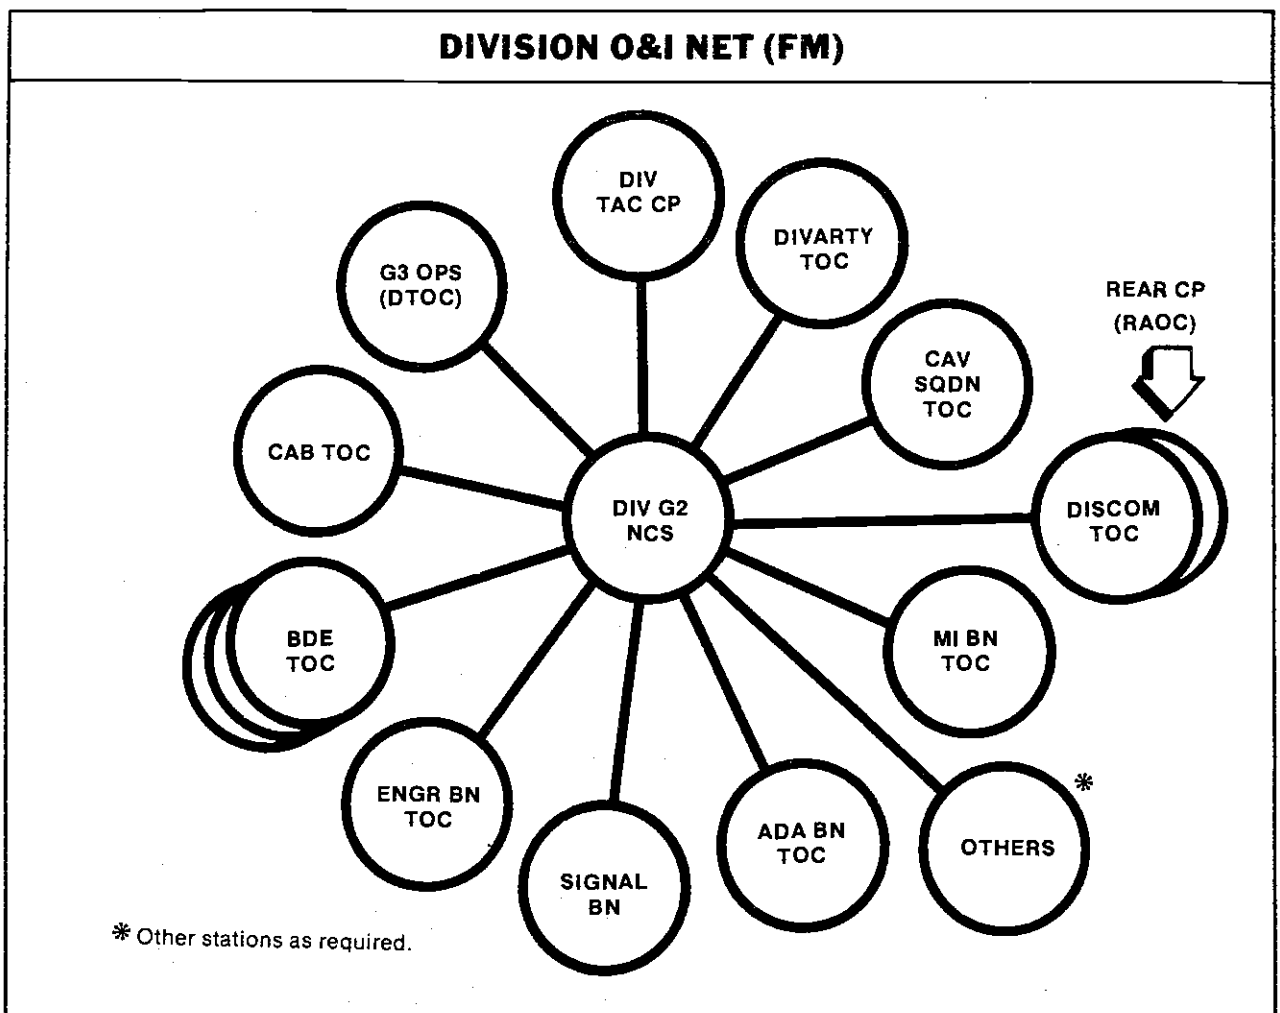 DIVISION O&I NET (FM)
DIV
TAC CP
DIVARTY
TOC
G3 OPS
(DTOC)
REAR CP
(RAOC)
CAV
SQDN
TOC
CAB TOC
DIV G2
NCS
DISCOM
TOC
BDE
TOC
MI BN
TOC
ENGR BN
TOC
ADA BN
TOC
OTHERS
*
SIGNAL
BN
* Other stations as required.